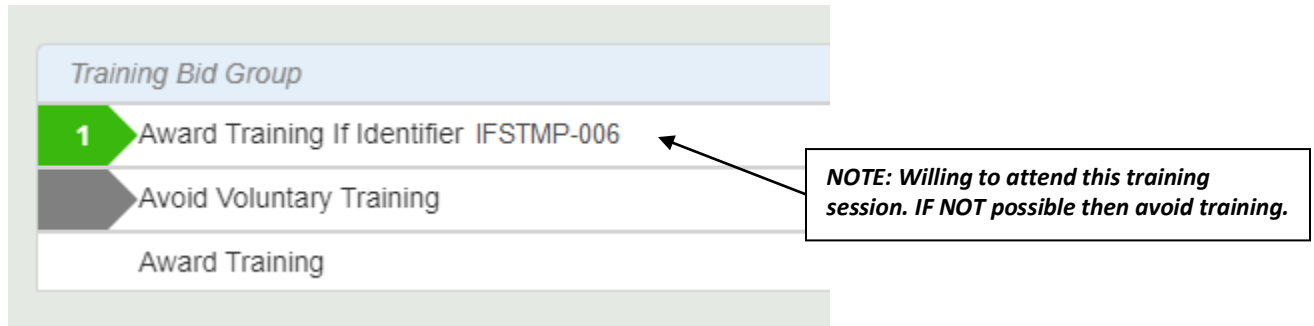 Training Bid Group
1 Award Training If Identifier IFSTMP-006
Avoid Voluntary Training
Award Training
NOTE: Willing to attend this training
session. IF NOT possible then avoid training.